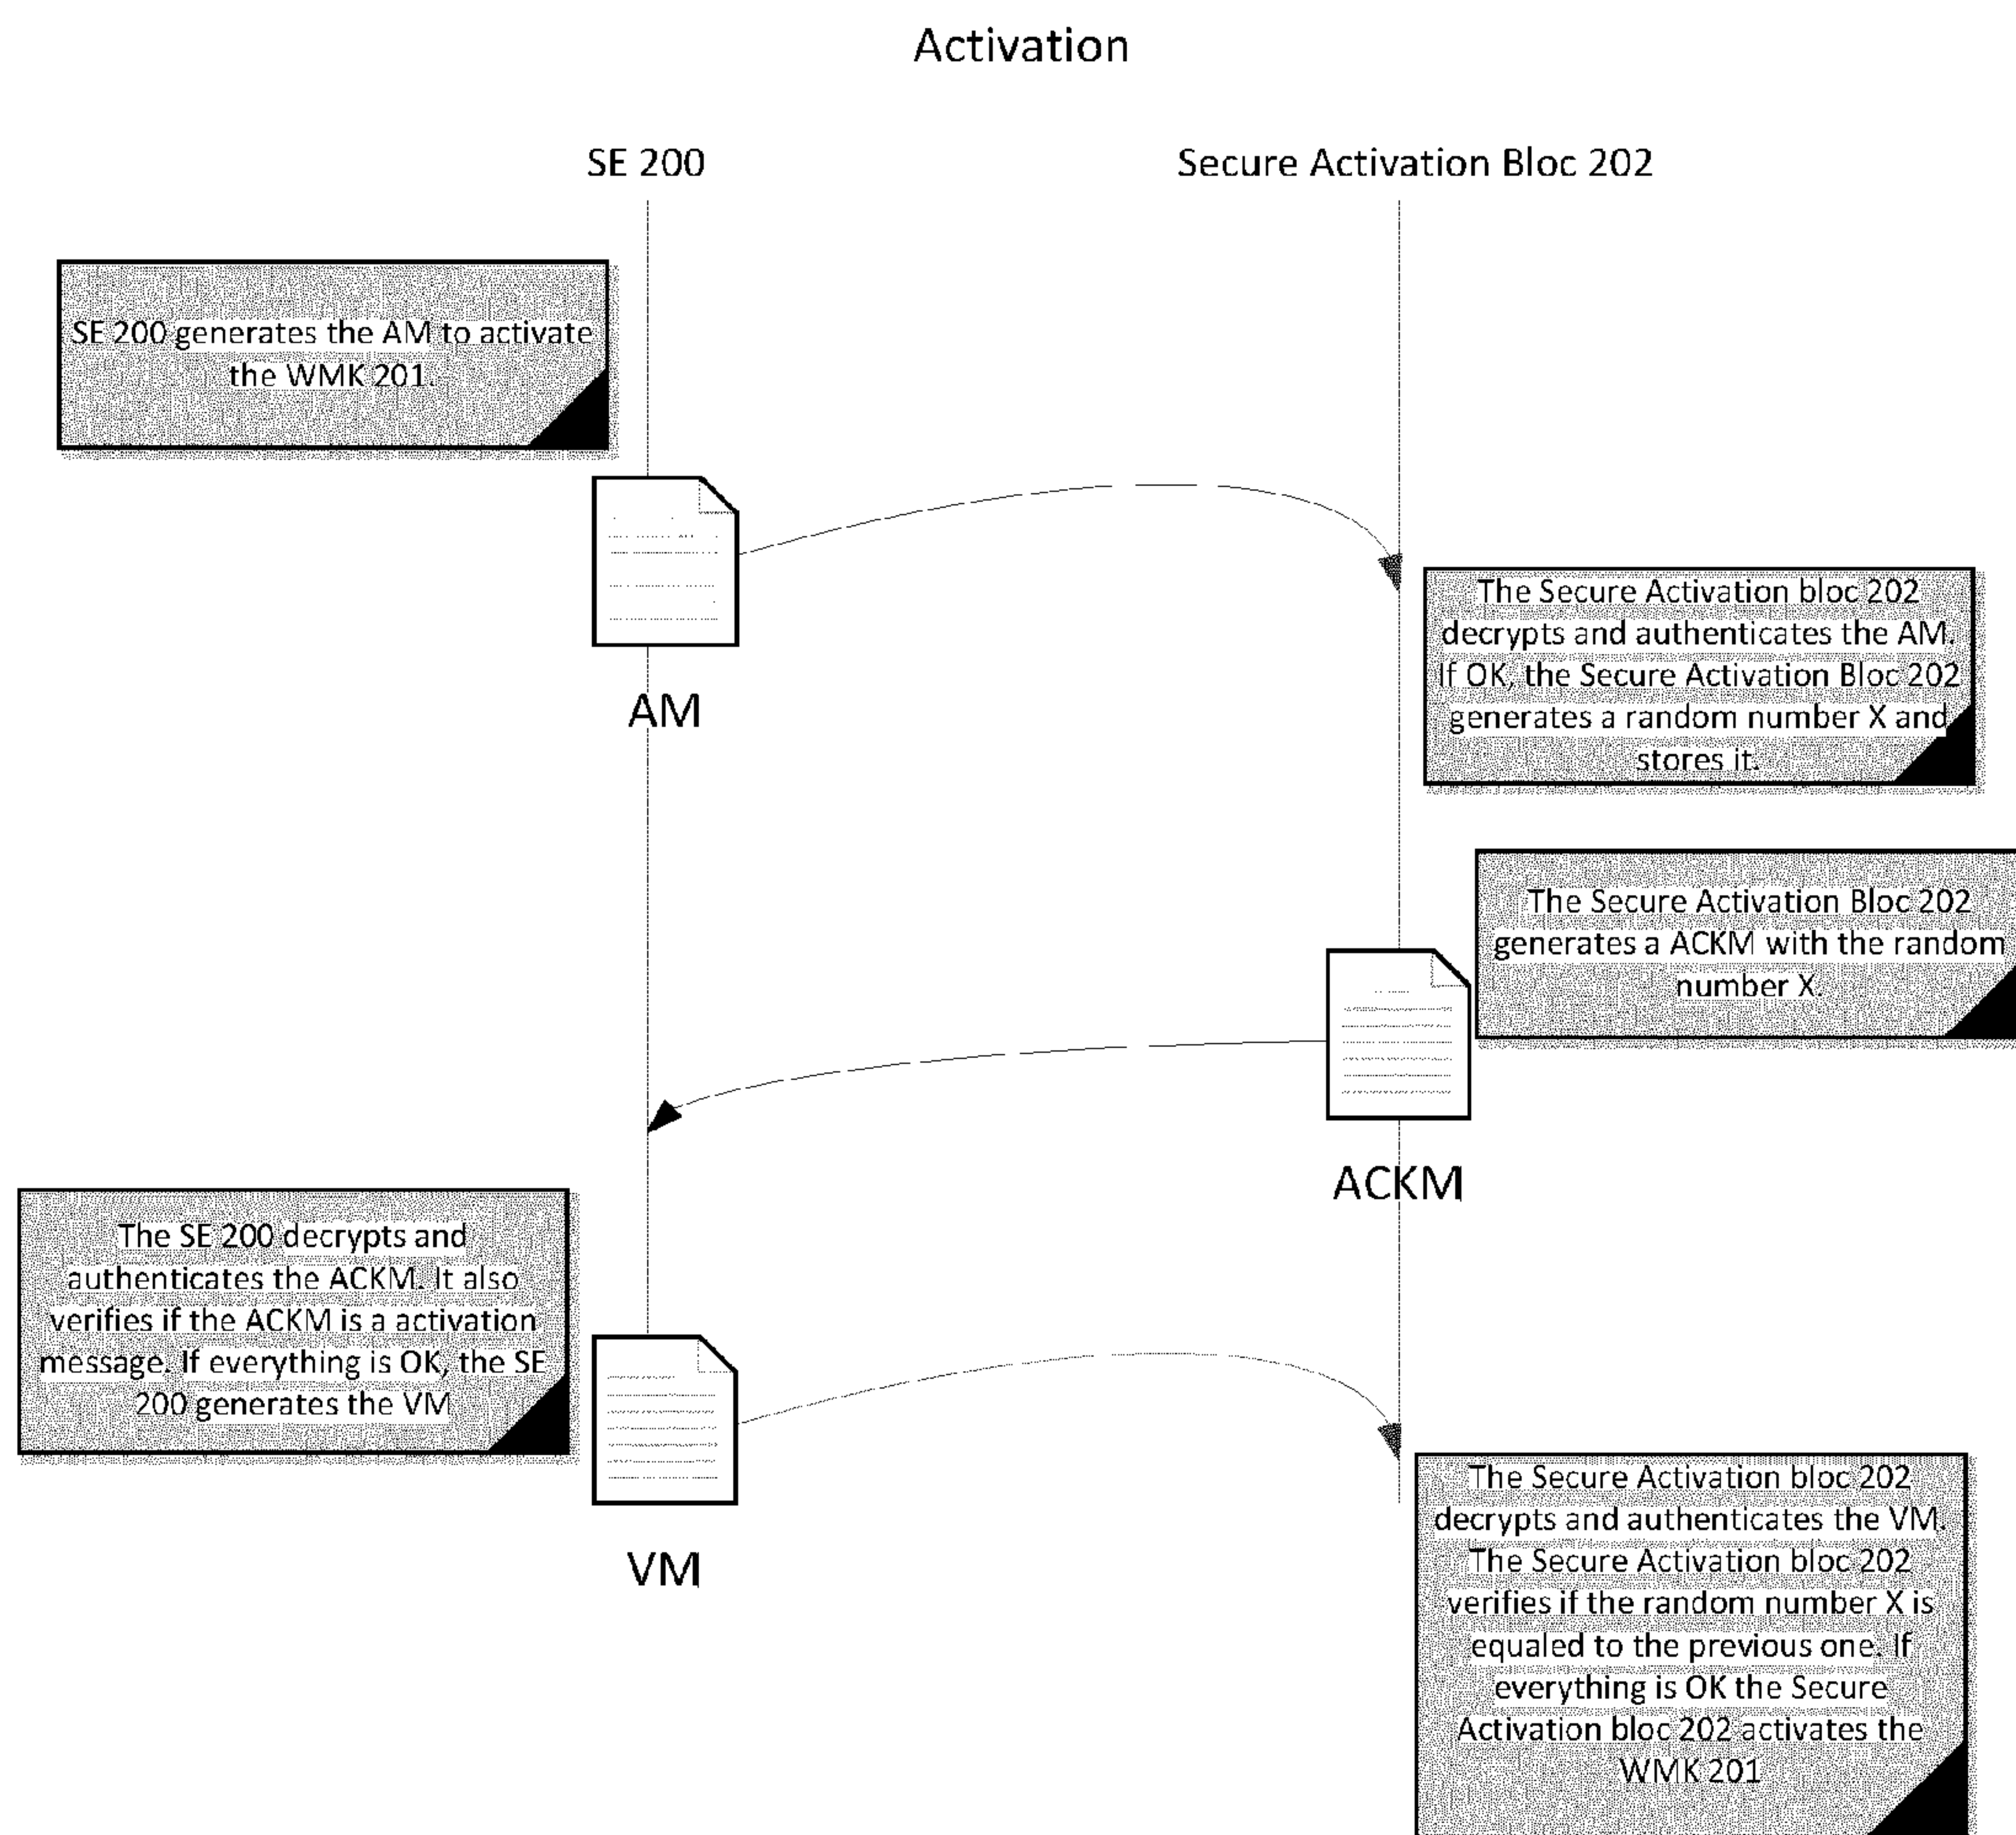 Activation
SE 200
Secure Activation Bloc 202
SE 200 generates the AM to activate
the WMK 201.
AM
The Secure Activation bloc 202
decrypts and authenticates the AM.
If OK, the Secure Activation Bloc 202
generates a random number X and
stores it.
The Secure Activation Bloc 202
generates a ACKM with the random
number X.
ACKM
The SE 200 decrypts and
authenticates the ACKM. It also
verifies if the ACKM is a activation
message. If everything is OK, the SE
200 generates the VM
VM
The Secure Activation bloc 202
decrypts and authenticates the VM.
The Secure Activation bloc 202
verifies if the random number X is
equaled to the previous one. If
everything is OK the Secure
Activation bloc 202 activates the
WMK 201